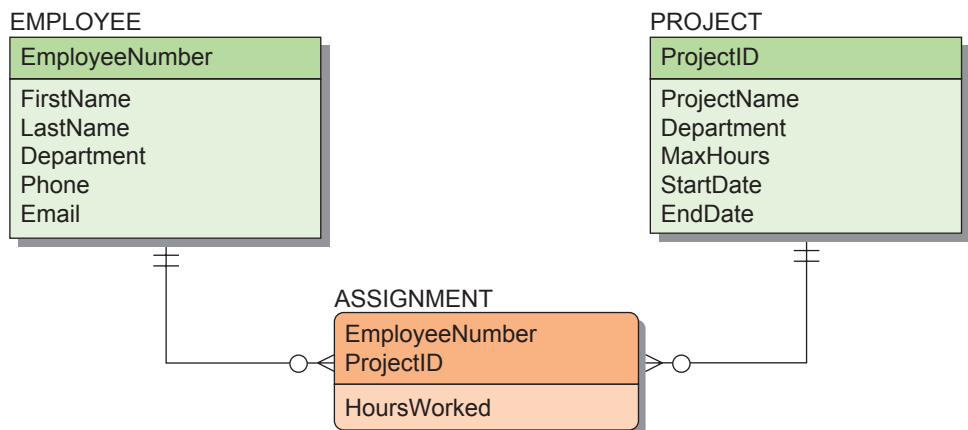 EMPLOYEE
EmployeeNumber
FirstName
LastName
Department
Phone
Email
PROJECT
ProjectID
ProjectName
Department
MaxHours
StartDate
EndDate
ASSIGNMENT
EmployeeNumber
ProjectID
HoursWorked